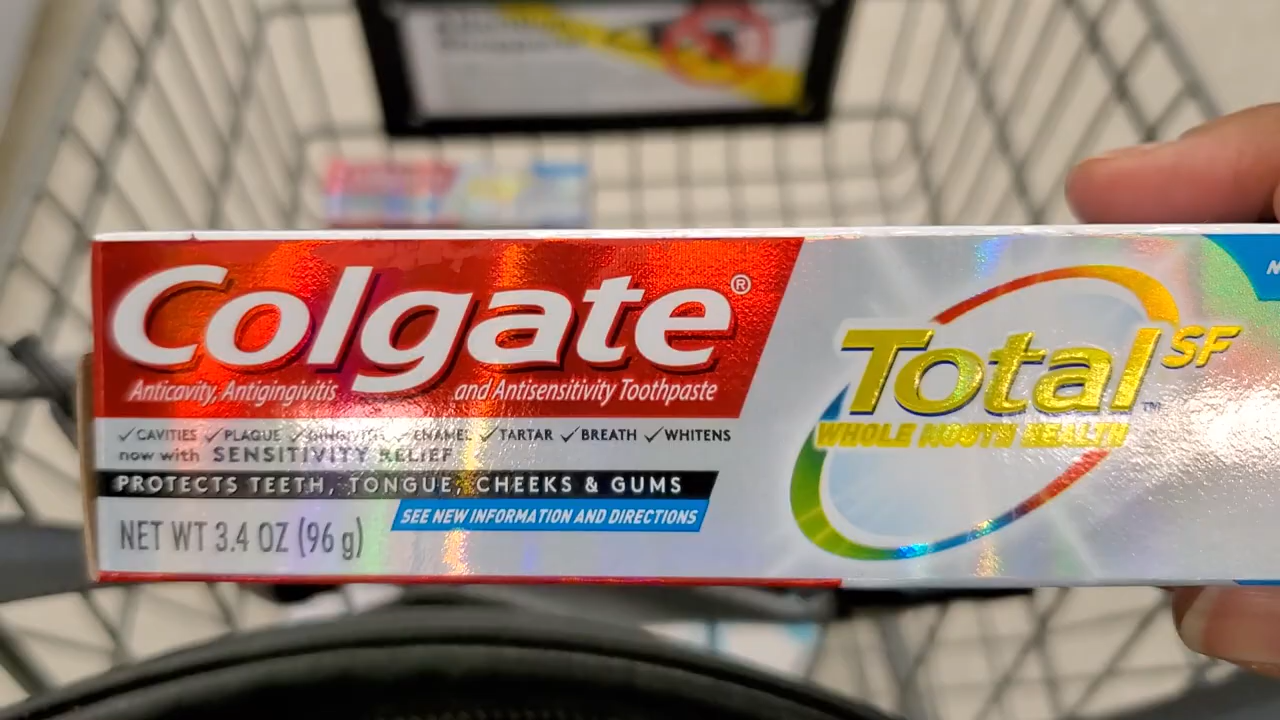 Colgate®
Anticavity, Antigingivitis and Antisensitivity Toothpaste
✓CAVITIES ✓PLAQUE ✓GINGIVITIS ✓ENAMEL ✓TARTAR ✓BREATH ✓WHITENS
now with SENSITIVITY RELIEF
PROTECTS TEETH, TONGUE, CHEEKS & GUMS
SEE NEW INFORMATION AND DIRECTIONS
NET WT 3.4 OZ (96 g)
Total SF™
WHOLE MOUTH HEALTH